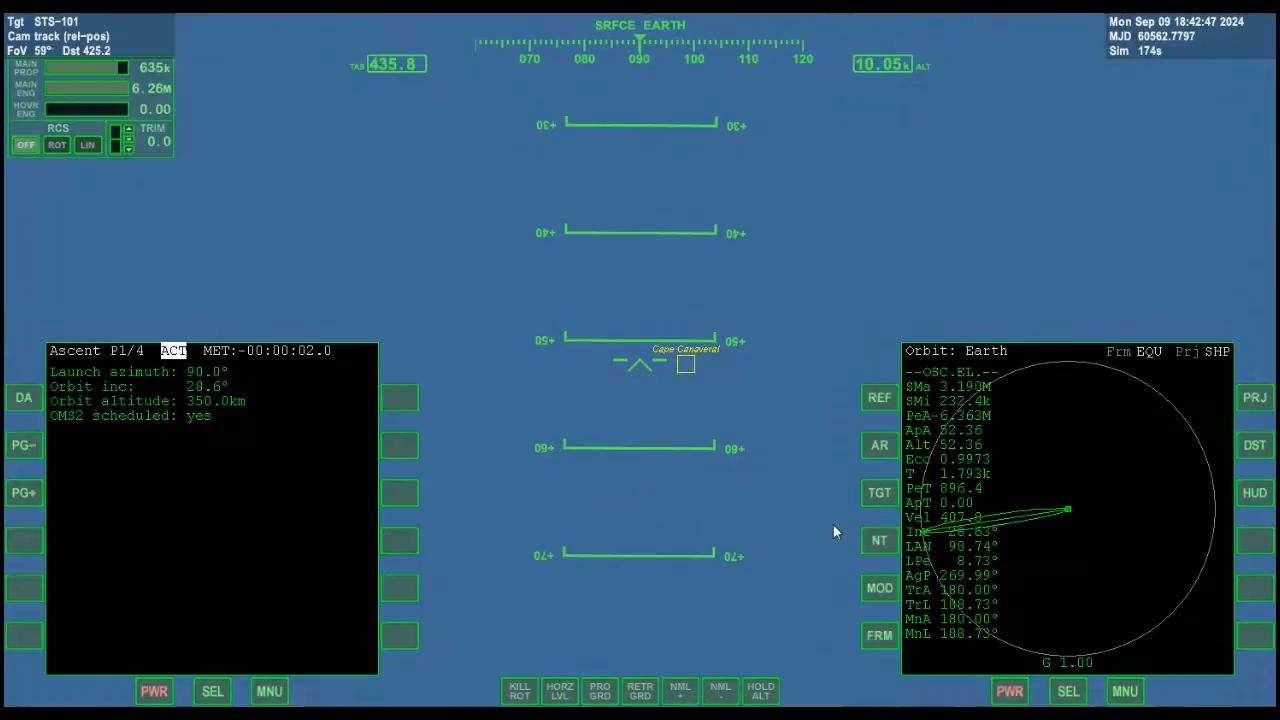 Tgt STS-101
Cam track (rel-pos)
FoV 59° Dst 425.2
MAIN PROP 635k
MAIN ENG 6.26M
HOVR ENG 0.00
RCS TRIM
0.0
OFF ROT LIN
SRFCE EARTH
070 080 090 100 110 120
TAS 435.8
10.05k ALT
Mon Sep 09 18:42:47 2024
MJD 60562.7797
Sim 174s
30+ 30+
40+ 40+
50+ 50+
Cape Canaveral
60+ 60+
70+ 70+
Ascent P1/4 ACT MET:-00:00:02.0
Launch azimuth: 90.0°
Orbit inc: 28.6°
Orbit altitude: 350.0km
OMS2 scheduled: yes
DA
PG-
PG+
PWR SEL MNU
KILL ROT
HORZ LVL
PRO GRD
RETR GRD
NML +
NML -
HOLD ALT
Orbit: Earth Frm EQU Prj SHP
--OSC.EL.--
SMa 3.190M
SMi 232.4k
PeA-6.363M
ApA 52.36
Alt 52.36
Ecc 0.9973
T 1.793k
PeT 896.4
ApT 0.00
Vel 407.8
Inc 28.63°
LAN 98.74°
LPe 8.73°
AgP 269.99°
TrA 180.00°
TrL 188.73°
MnA 180.00°
MnL 188.73°
G 1.00
REF
AR
TGT
NT
MOD
FRM
PRJ
DST
HUD
PWR SEL MNU